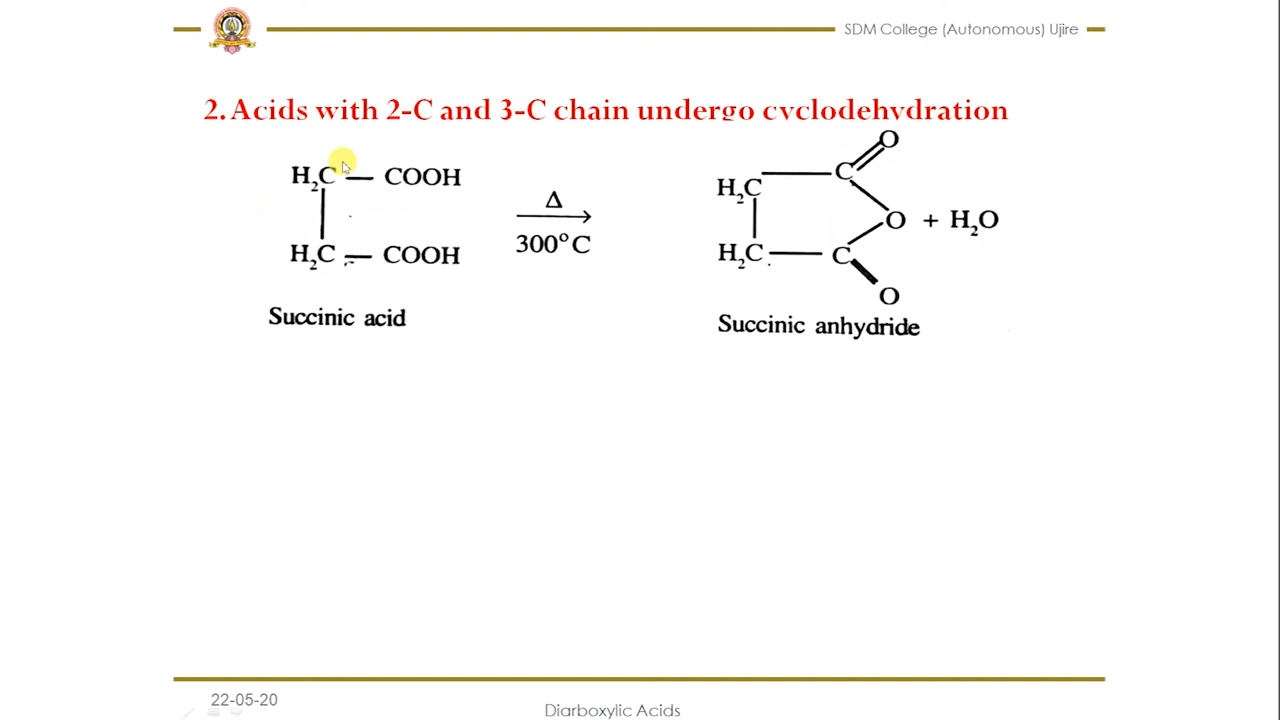 SDM College (Autonomous) Ujire
2. Acids with 2-C and 3-C chain undergo cyclodehydration
O
H₂C — COOH
Δ
H₂C
C
300°C
O + H₂O
H₂C — COOH
H₂C — C
O
Succinic acid
Succinic anhydride
22-05-20
Diarboxylic Acids